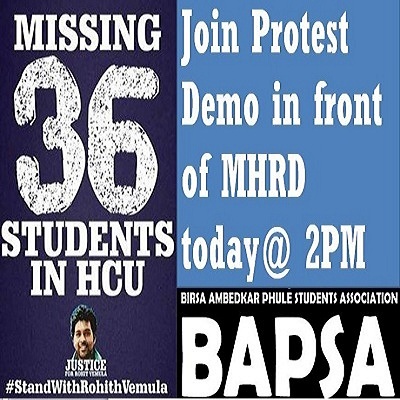 MISSING
36
STUDENTS
IN HCU
JUSTICE
FOR ROHIT VEMULA
#StandWithRohithVemula
Join Protest
Demo in front
of MHRD
today@ 2PM
BIRSA AMBEDKAR PHULE STUDENTS ASSOCIATION
BAPSA